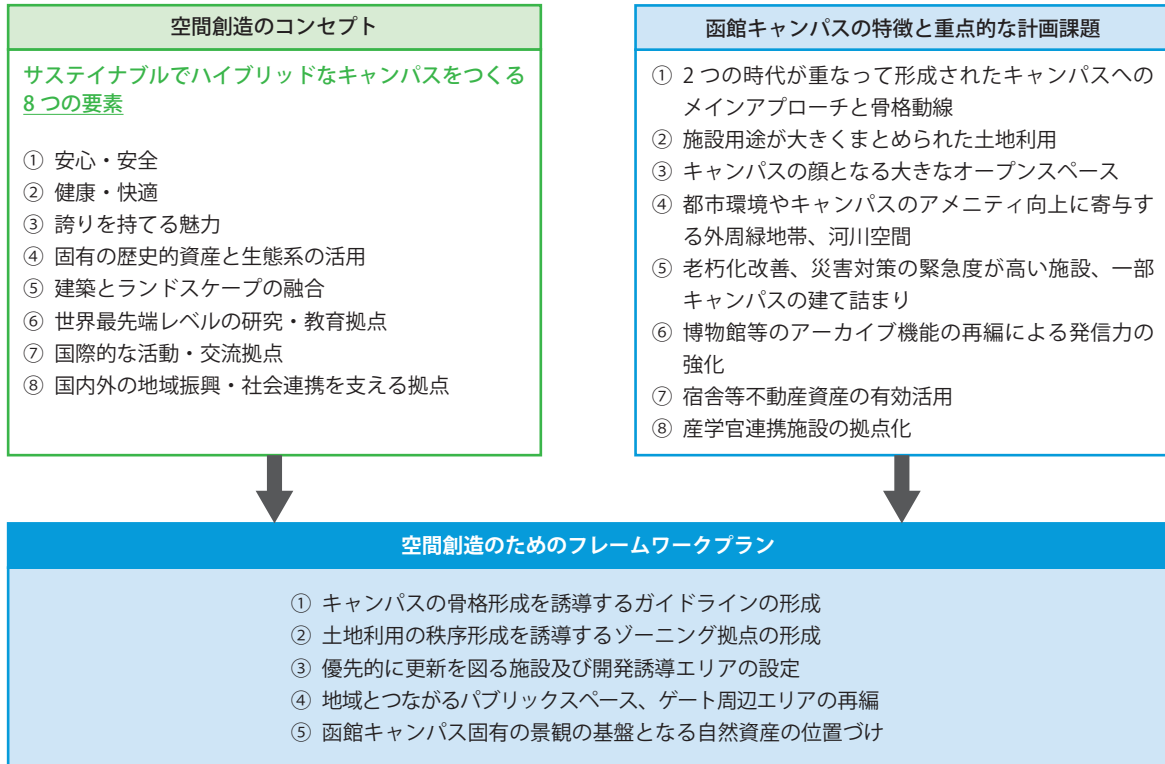 空間創造のコンセプト
サステイナブルでハイブリッドなキャンパスをつくる
8 つの要素
① 安心・安全
② 健康・快適
③ 誇りを持てる魅力
④ 固有の歴史的資産と生態系の活用
⑤ 建築とランドスケープの融合
⑥ 世界最先端レベルの研究・教育拠点
⑦ 国際的な活動・交流拠点
⑧ 国内外の地域振興・社会連携を支える拠点
函館キャンパスの特徴と重点的な計画課題
① 2 つの時代が重なって形成されたキャンパスへの
メインアプローチと骨格動線
② 施設用途が大きくまとめられた土地利用
③ キャンパスの顔となる大きなオープンスペース
④ 都市環境やキャンパスのアメニティ向上に寄与す
る外周緑地帯、河川空間
⑤ 老朽化改善、災害対策の緊急度が高い施設、一部
キャンパスの建て詰まり
⑥ 博物館等のアーカイブ機能の再編による発信力の
強化
⑦ 宿舎等不動産資産の有効活用
⑧ 産学官連携施設の拠点化
空間創造のためのフレームワークプラン
① キャンパスの骨格形成を誘導するガイドラインの形成
② 土地利用の秩序形成を誘導するゾーニング拠点の形成
③ 優先的に更新を図る施設及び開発誘導エリアの設定
④ 地域とつながるパブリックスペース、ゲート周辺エリアの再編
⑤ 函館キャンパス固有の景観の基盤となる自然資産の位置づけ